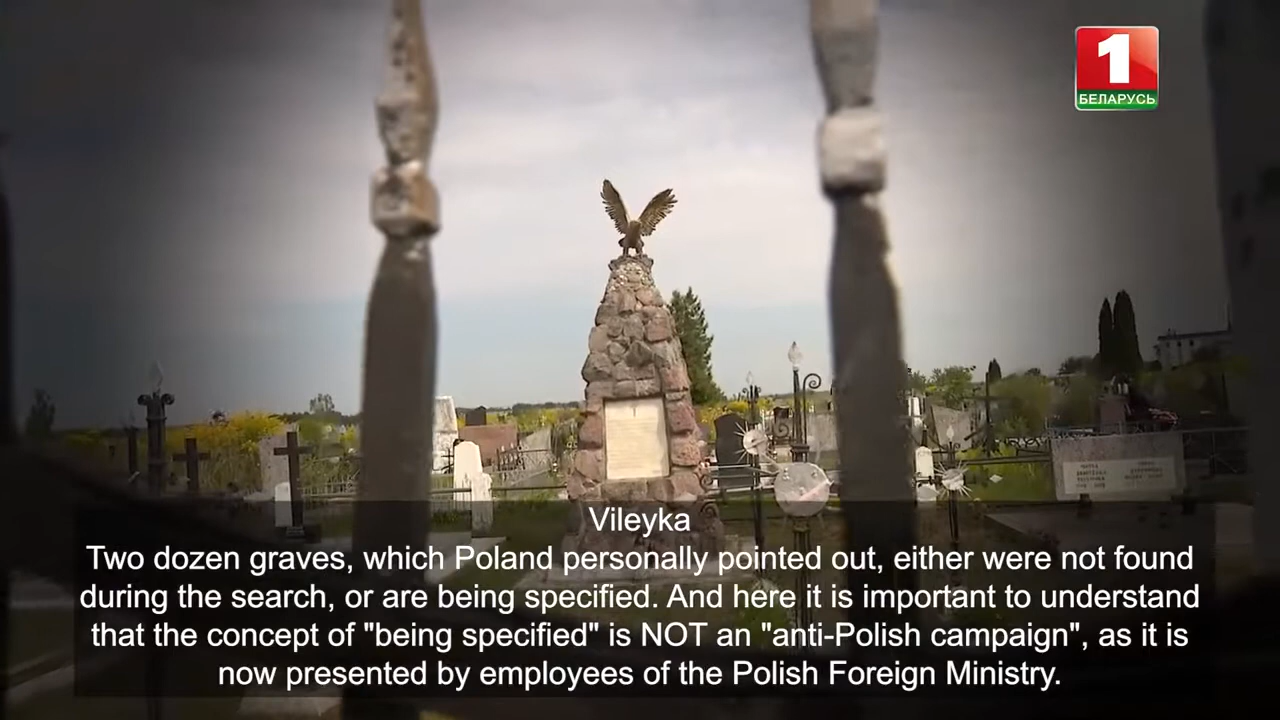 1
БЕЛАРУСЬ
Vileyka
Two dozen graves, which Poland personally pointed out, either were not found
during the search, or are being specified. And here it is important to understand
that the concept of "being specified" is NOT an "anti-Polish campaign", as it is
now presented by employees of the Polish Foreign Ministry.